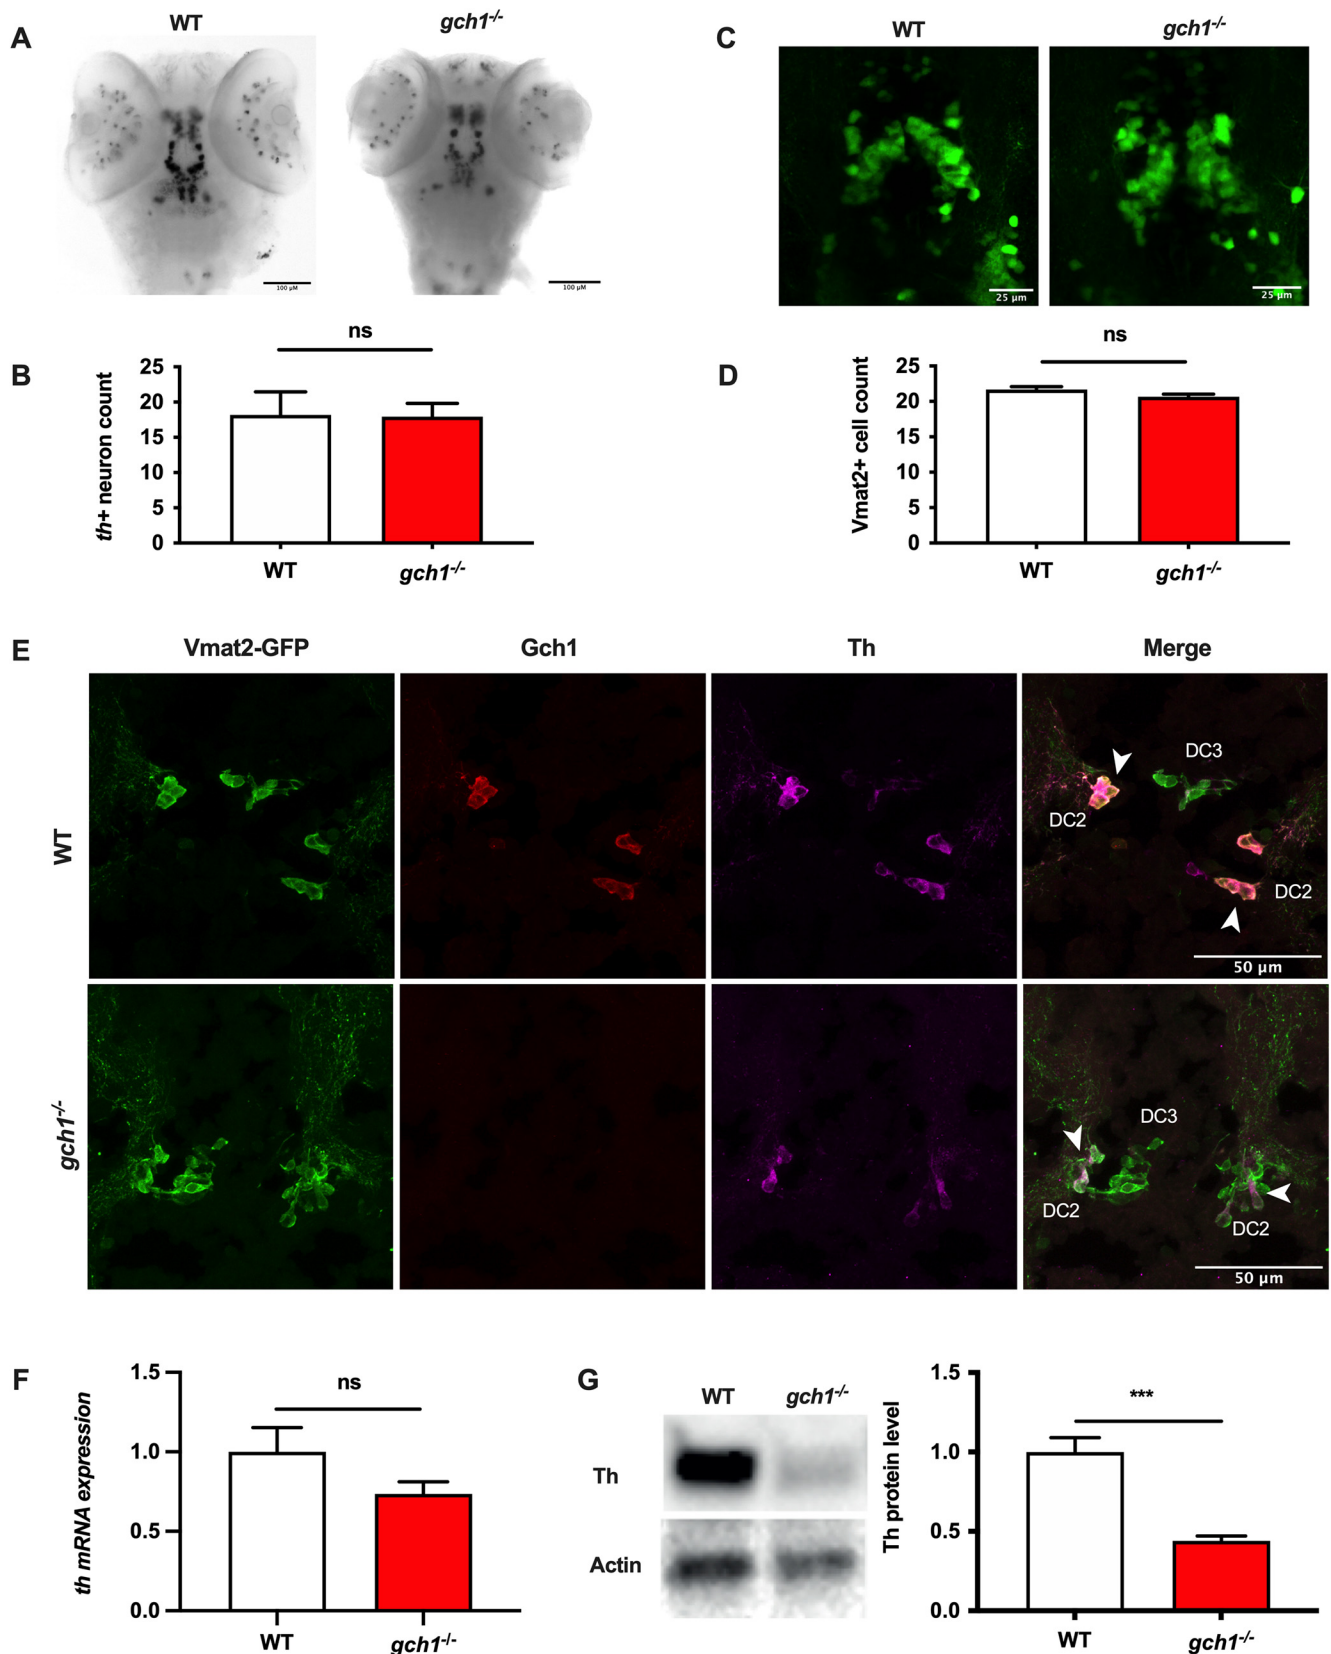 A
WT
gch1-/-
100 µM
100 µM
C
WT
gch1-/-
25 µm
25 µm
B
ns
th+ neuron count
25
20
15
10
5
0
WT
gch1-/-
D
ns
Vmat2+ cell count
25
20
15
10
5
0
WT
gch1-/-
E
Vmat2-GFP
Gch1
Th
Merge
WT
DC3
DC2
DC2
50 µm
gch1-/-
DC3
DC2
DC2
50 µm
F
ns
th mRNA expression
1.5
1.0
0.5
0.0
WT
gch1-/-
G
WT
gch1-/-
Th
Actin
Th protein level
1.5
1.0
0.5
0.0
***
WT
gch1-/-